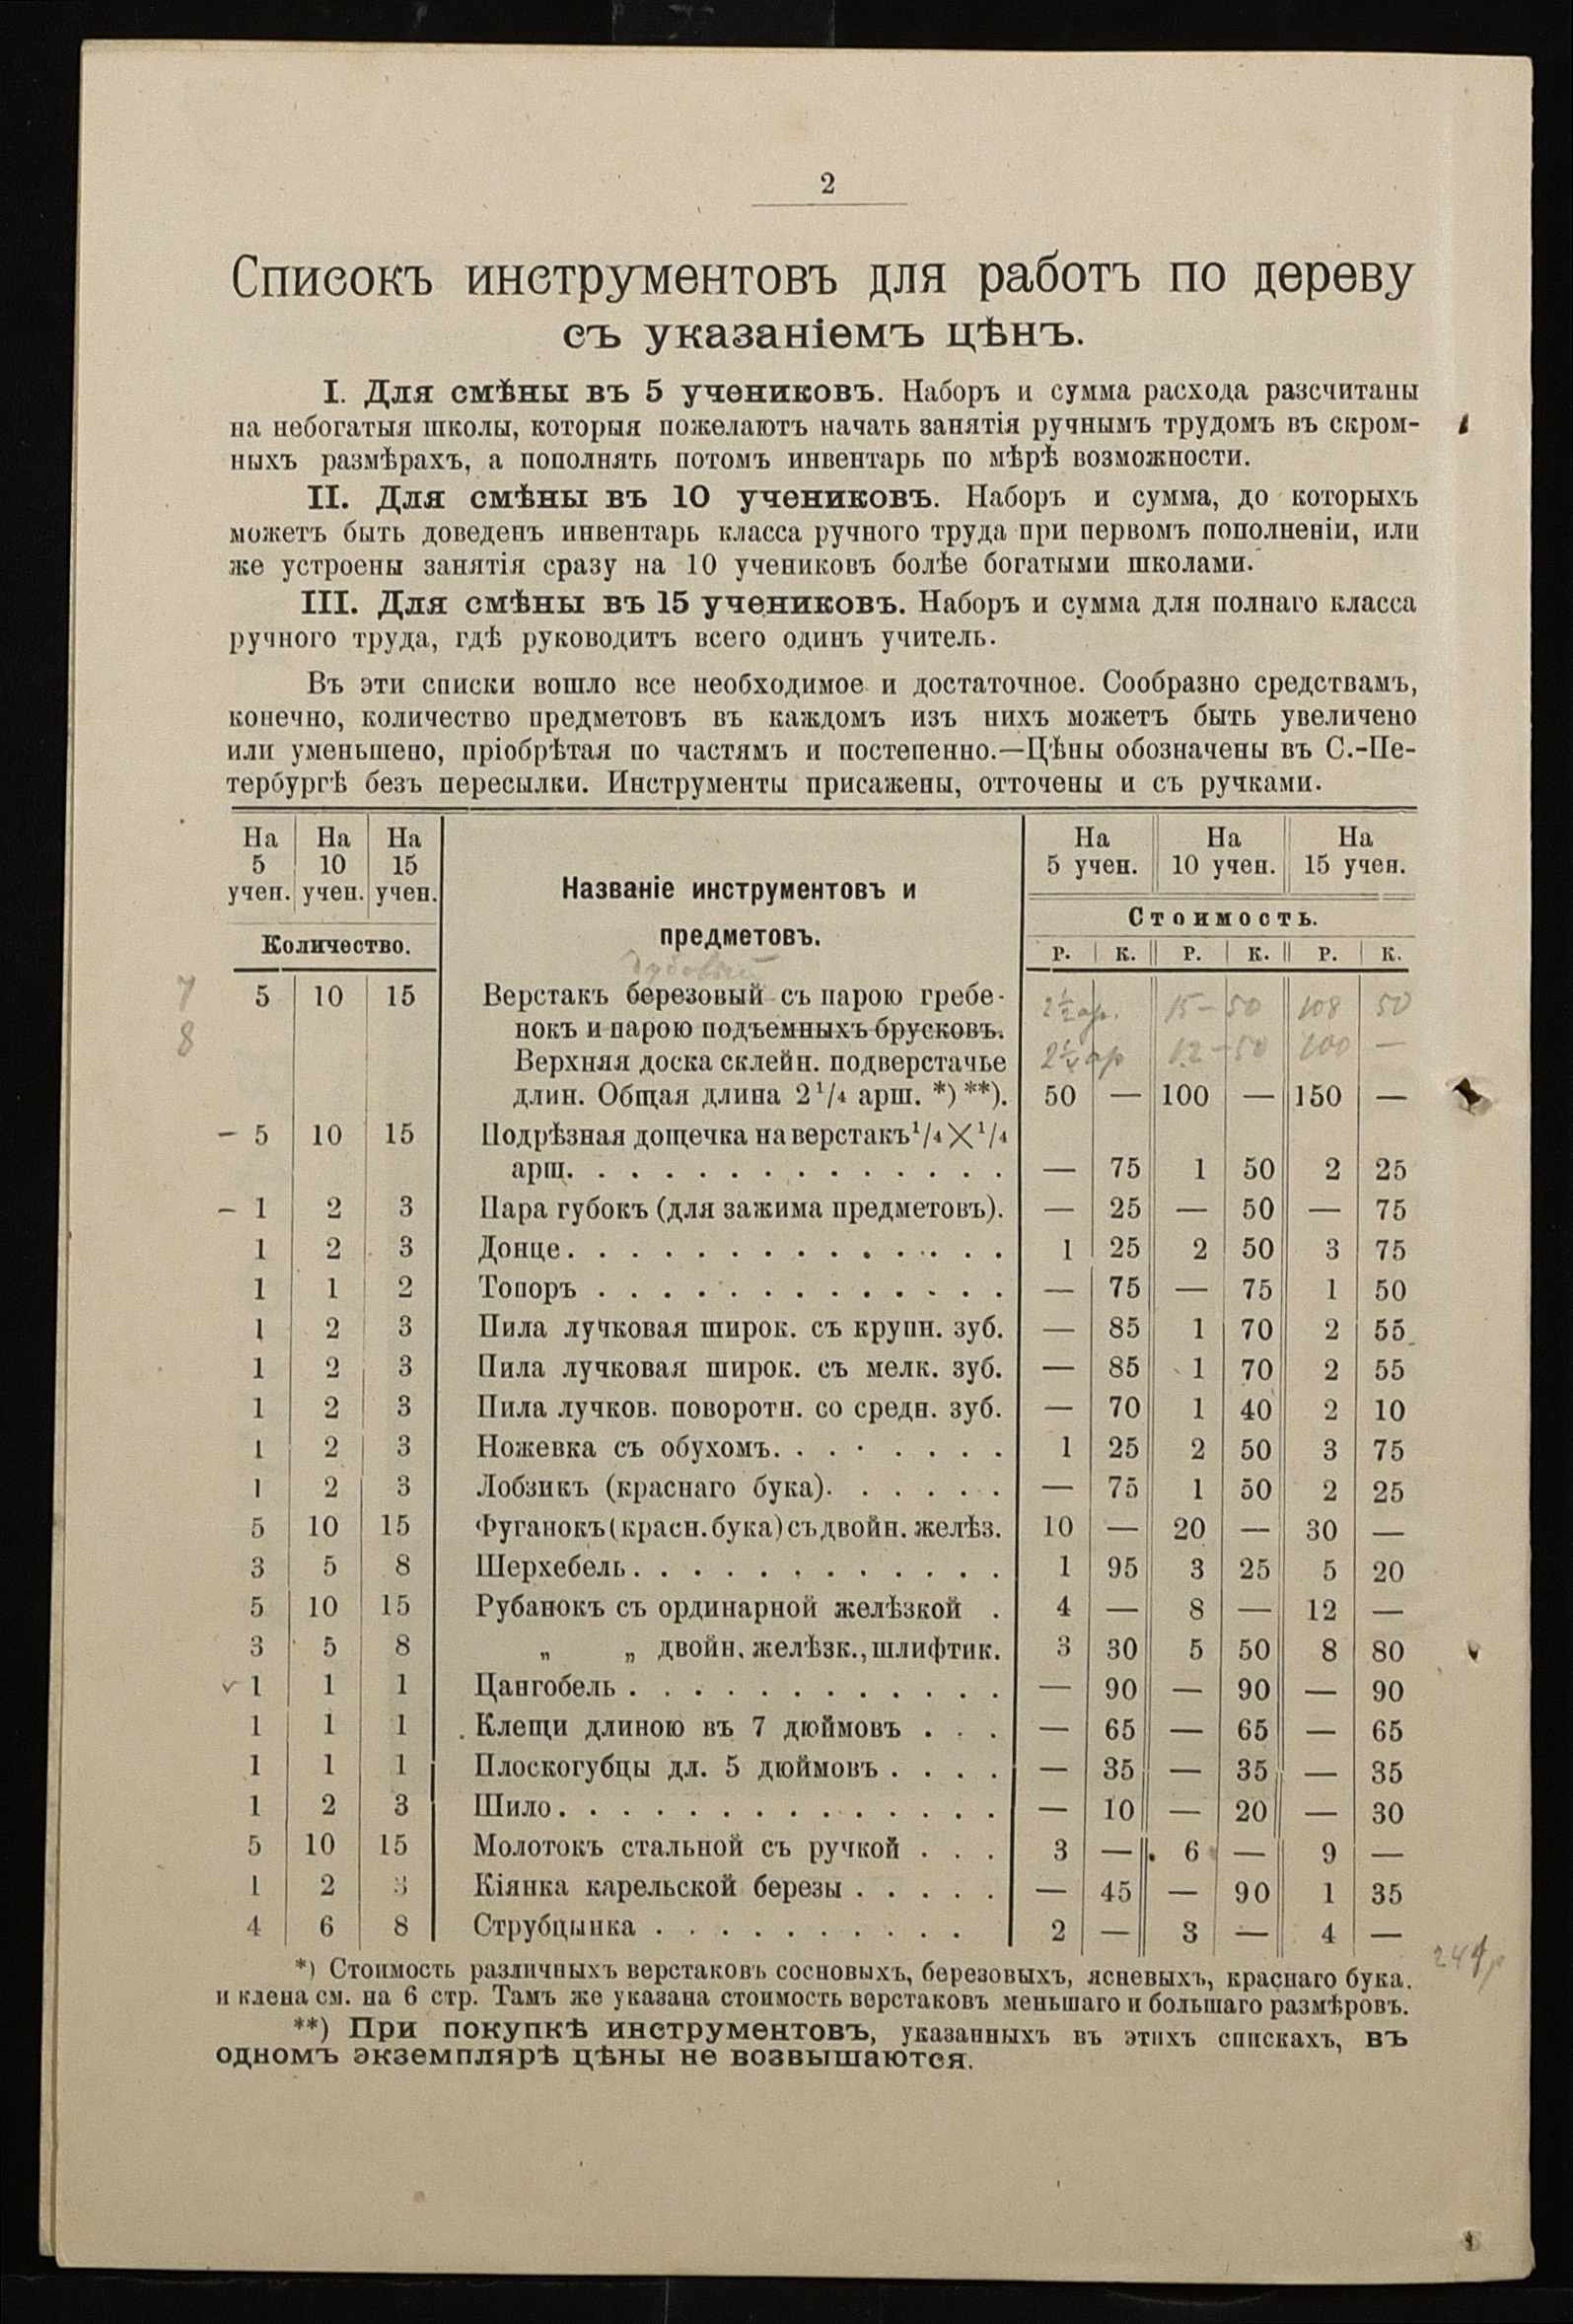 2
Списокъ инструментовъ для работъ по дереву
съ указаніемъ цѣнъ.
I. Для смѣны въ 5 учениковъ. Наборъ и сумма расхода разсчитаны
на небогатыя школы, которыя пожелаютъ начать занятія ручнымъ трудомъ въ скром-
ныхъ размѣрахъ, а пополнять потомъ инвентарь по мѣрѣ возможности.
II. Для смѣны въ 10 учениковъ. Наборъ и сумма, до которыхъ
можетъ быть доведенъ инвентарь класса ручного труда при первомъ пополненіи, или
же устроены занятія сразу на 10 учениковъ болѣе богатыми школами.
III. Для смѣны въ 15 учениковъ. Наборъ и сумма для полнаго класса
ручного труда, гдѣ руководитъ всего одинъ учитель.
Въ эти списки вошло все необходимое и достаточное. Сообразно средствамъ,
конечно, количество предметовъ въ каждомъ изъ нихъ можетъ быть увеличено
или уменьшено, пріобрѣтая по частямъ и постепенно.—Цѣны обозначены въ С.-Пе-
тербургѣ безъ пересылки. Инструменты присажены, отточены и съ ручками.
На На На На На На
5 10 15 5 учен. 10 учен. 15 учен.
учен. учен. учен. Названіе инструментовъ и
Стоимость.
Количество. предметовъ.
р. к. р. к. р. к.
дубовый
7 5 10 15 Верстакъ березовый съ парою гребе- 2½ ар. 15-50 108 50
8 нокъ и парою подъемныхъ брусковъ. 2¼ ар 12-50 100 —
Верхняя доска склейн. подверстачье
длин. Общая длина 2 1/4 арш. *) **). 50 — 100 — 150 —
— 5 10 15 Подрѣзная дощечка на верстакъ 1/4 X 1/4
арш. . . . . . . . . . . . . . — 75 1 50 2 25
— 1 2 3 Пара губокъ (для зажима предметовъ). — 25 — 50 — 75
1 2 3 Донце. . . . . . . . . . . . . . 1 25 2 50 3 75
1 1 2 Топоръ . . . . . . . . . . . . . — 75 — 75 1 50
1 2 3 Пила лучковая широк. съ крупн. зуб. — 85 1 70 2 55
1 2 3 Пила лучковая широк. съ мелк. зуб. — 85 1 70 2 55
1 2 3 Пила лучков. поворотн. со средн. зуб. — 70 1 40 2 10
1 2 3 Ножевка съ обухомъ. . . . . . . . 1 25 2 50 3 75
1 2 3 Лобзикъ (краснаго бука). . . . . . — 75 1 50 2 25
5 10 15 Фуганокъ (красн. бука) съ двойн. желѣз. 10 — 20 — 30 —
3 5 8 Шерхебель. . . . . . . . . . . . 1 95 3 25 5 20
5 10 15 Рубанокъ съ ординарной желѣзкой . 4 — 8 — 12 —
3 5 8 „ „ двойн. желѣзк., шлифтик. 3 30 5 50 8 80
v 1 1 1 Цангобель . . . . . . . . . . . . — 90 — 90 — 90
1 1 1 Клещи длиною въ 7 дюймовъ . . . — 65 — 65 — 65
1 1 1 Плоскогубцы дл. 5 дюймовъ . . . . — 35 — 35 — 35
1 2 3 Шило. . . . . . . . . . . . . . — 10 — 20 — 30
5 10 15 Молотокъ стальной съ ручкой . . . 3 — 6 — 9 —
1 2 3 Кіянка карельской березы . . . . . — 45 — 90 1 35
4 6 8 Струбцынка . . . . . . . . . . 2 — 3 — 4 —
*) Стоимость различныхъ верстаковъ сосновыхъ, березовыхъ, ясневыхъ, краснаго бука.
и клена см. на 6 стр. Тамъ же указана стоимость верстаковъ меньшаго и большаго размѣровъ.
**) При покупкѣ инструментовъ, указанныхъ въ этихъ спискахъ, въ
одномъ экземплярѣ цѣны не возвышаются.